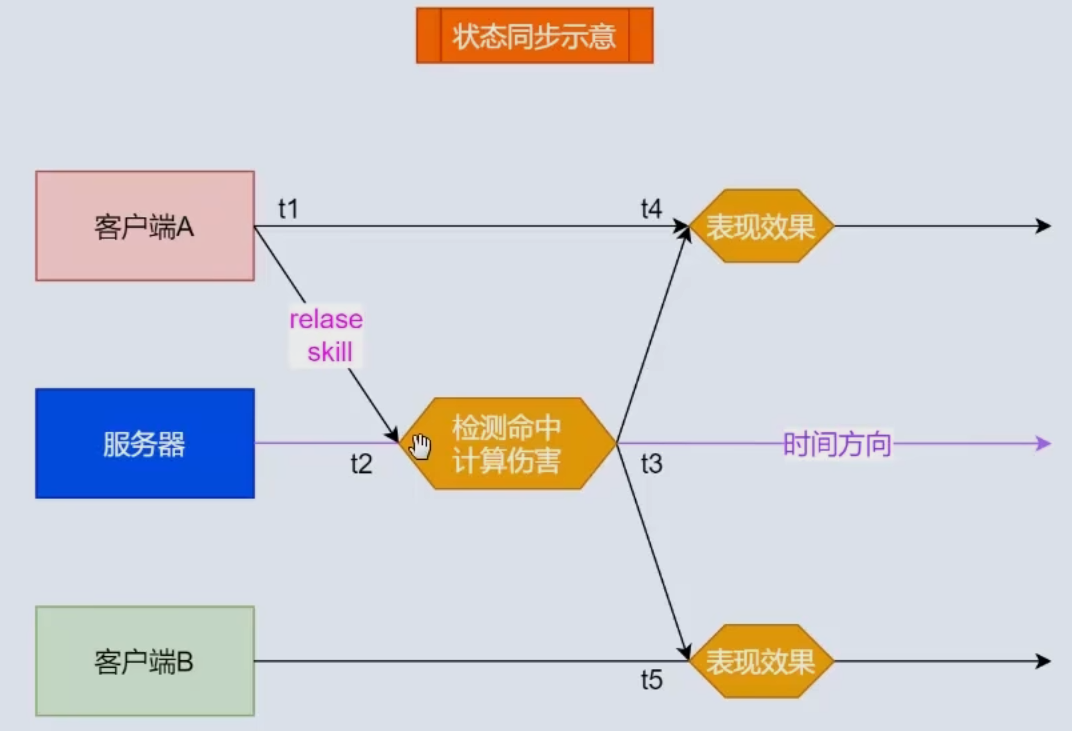 状态同步示意
客户端A
t1
t4
表现效果
relase
skill
服务器
t2
检测命中
计算伤害
t3
时间方向
客户端B
t5
表现效果